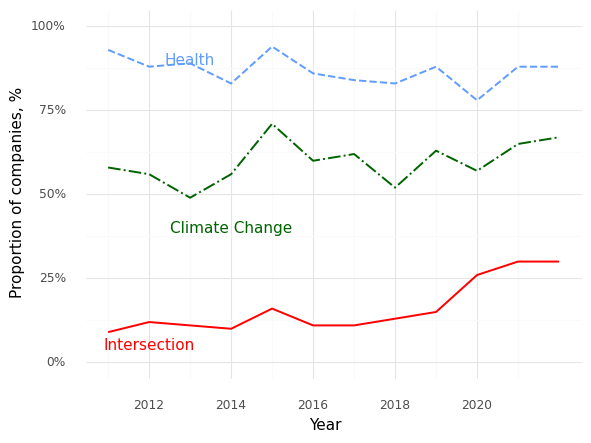 100%
Health
75%
50%
Climate Change
25%
Intersection
0%
Proportion of companies, %
2012 2014 2016 2018 2020
Year